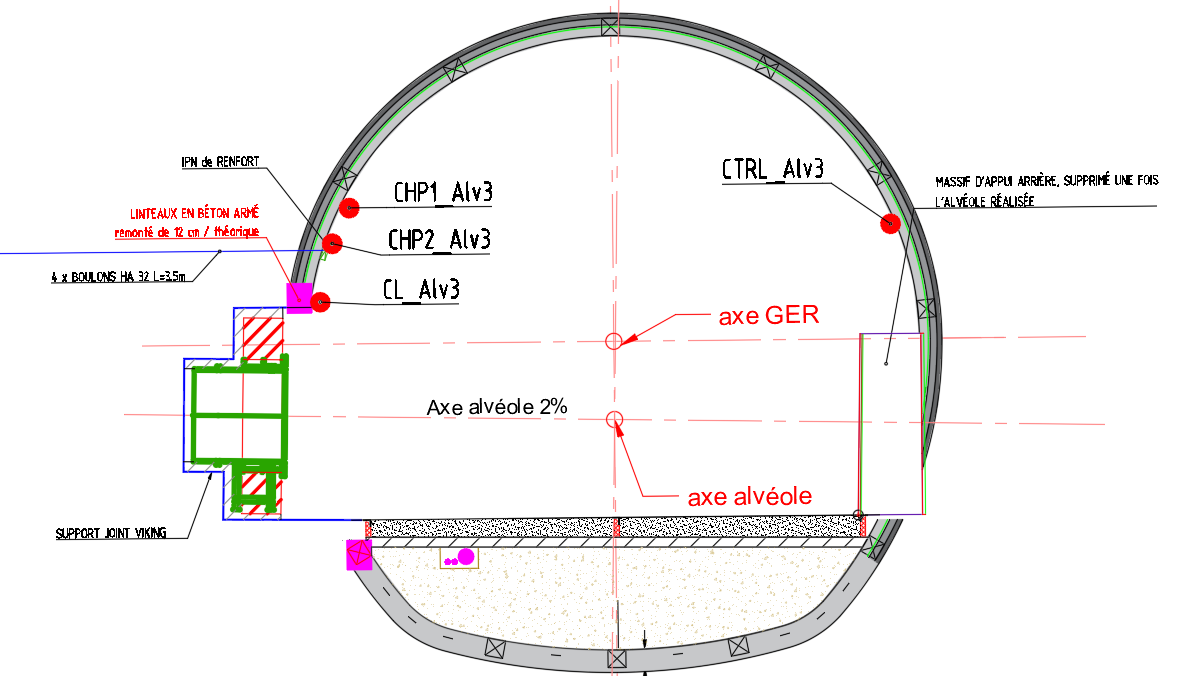 IPN de RENFORT
CHP1_Alv3
CTRL_Alv3
MASSIF D'APPUI ARRIÈRE, SUPPRIMÉ UNE FOIS
L'ALVÉOLE RÉALISÉE
LINTEAUX EN BÉTON ARMÉ
remonté de 12 cm / théorique
CHP2_Alv3
4 x BOULONS HA 32 L=3.5m
CL_Alv3
axe GER
Axe alvéole 2%
axe alvéole
SUPPORT JOINT VIKING